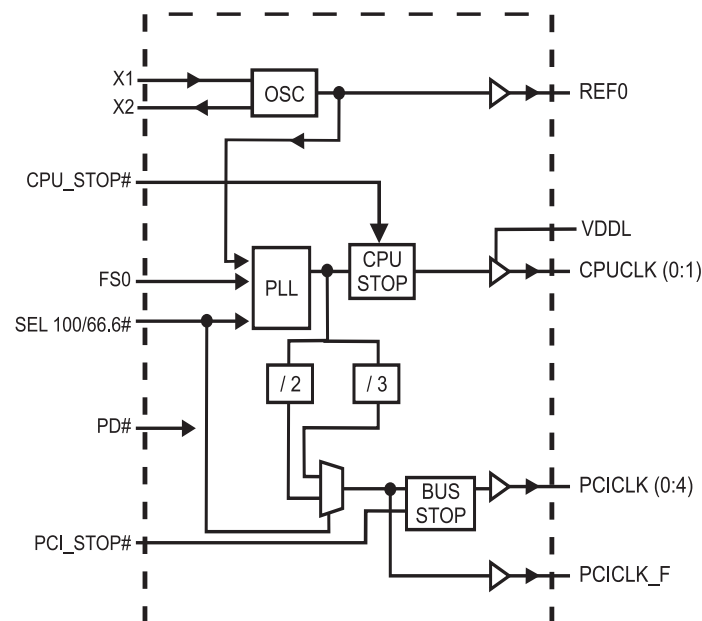 X1
OSC
REF0
X2
CPU_STOP#
VDDL
CPU
STOP
CPUCLK (0:1)
PLL
FS0
SEL 100/66.6#
/ 2
/ 3
PD#
BUS
STOP
PCICLK (0:4)
PCI_STOP#
PCICLK_F